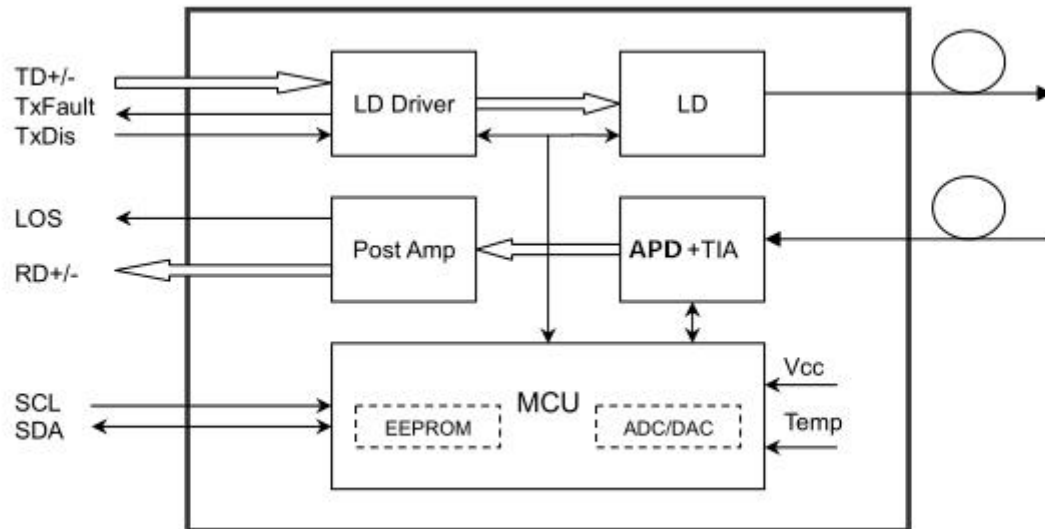 TD+/-
TxFault
TxDis
LD Driver
LD
LOS
RD+/-
Post Amp
APD +TIA
SCL
SDA
MCU
EEPROM
ADC/DAC
Vcc
Temp